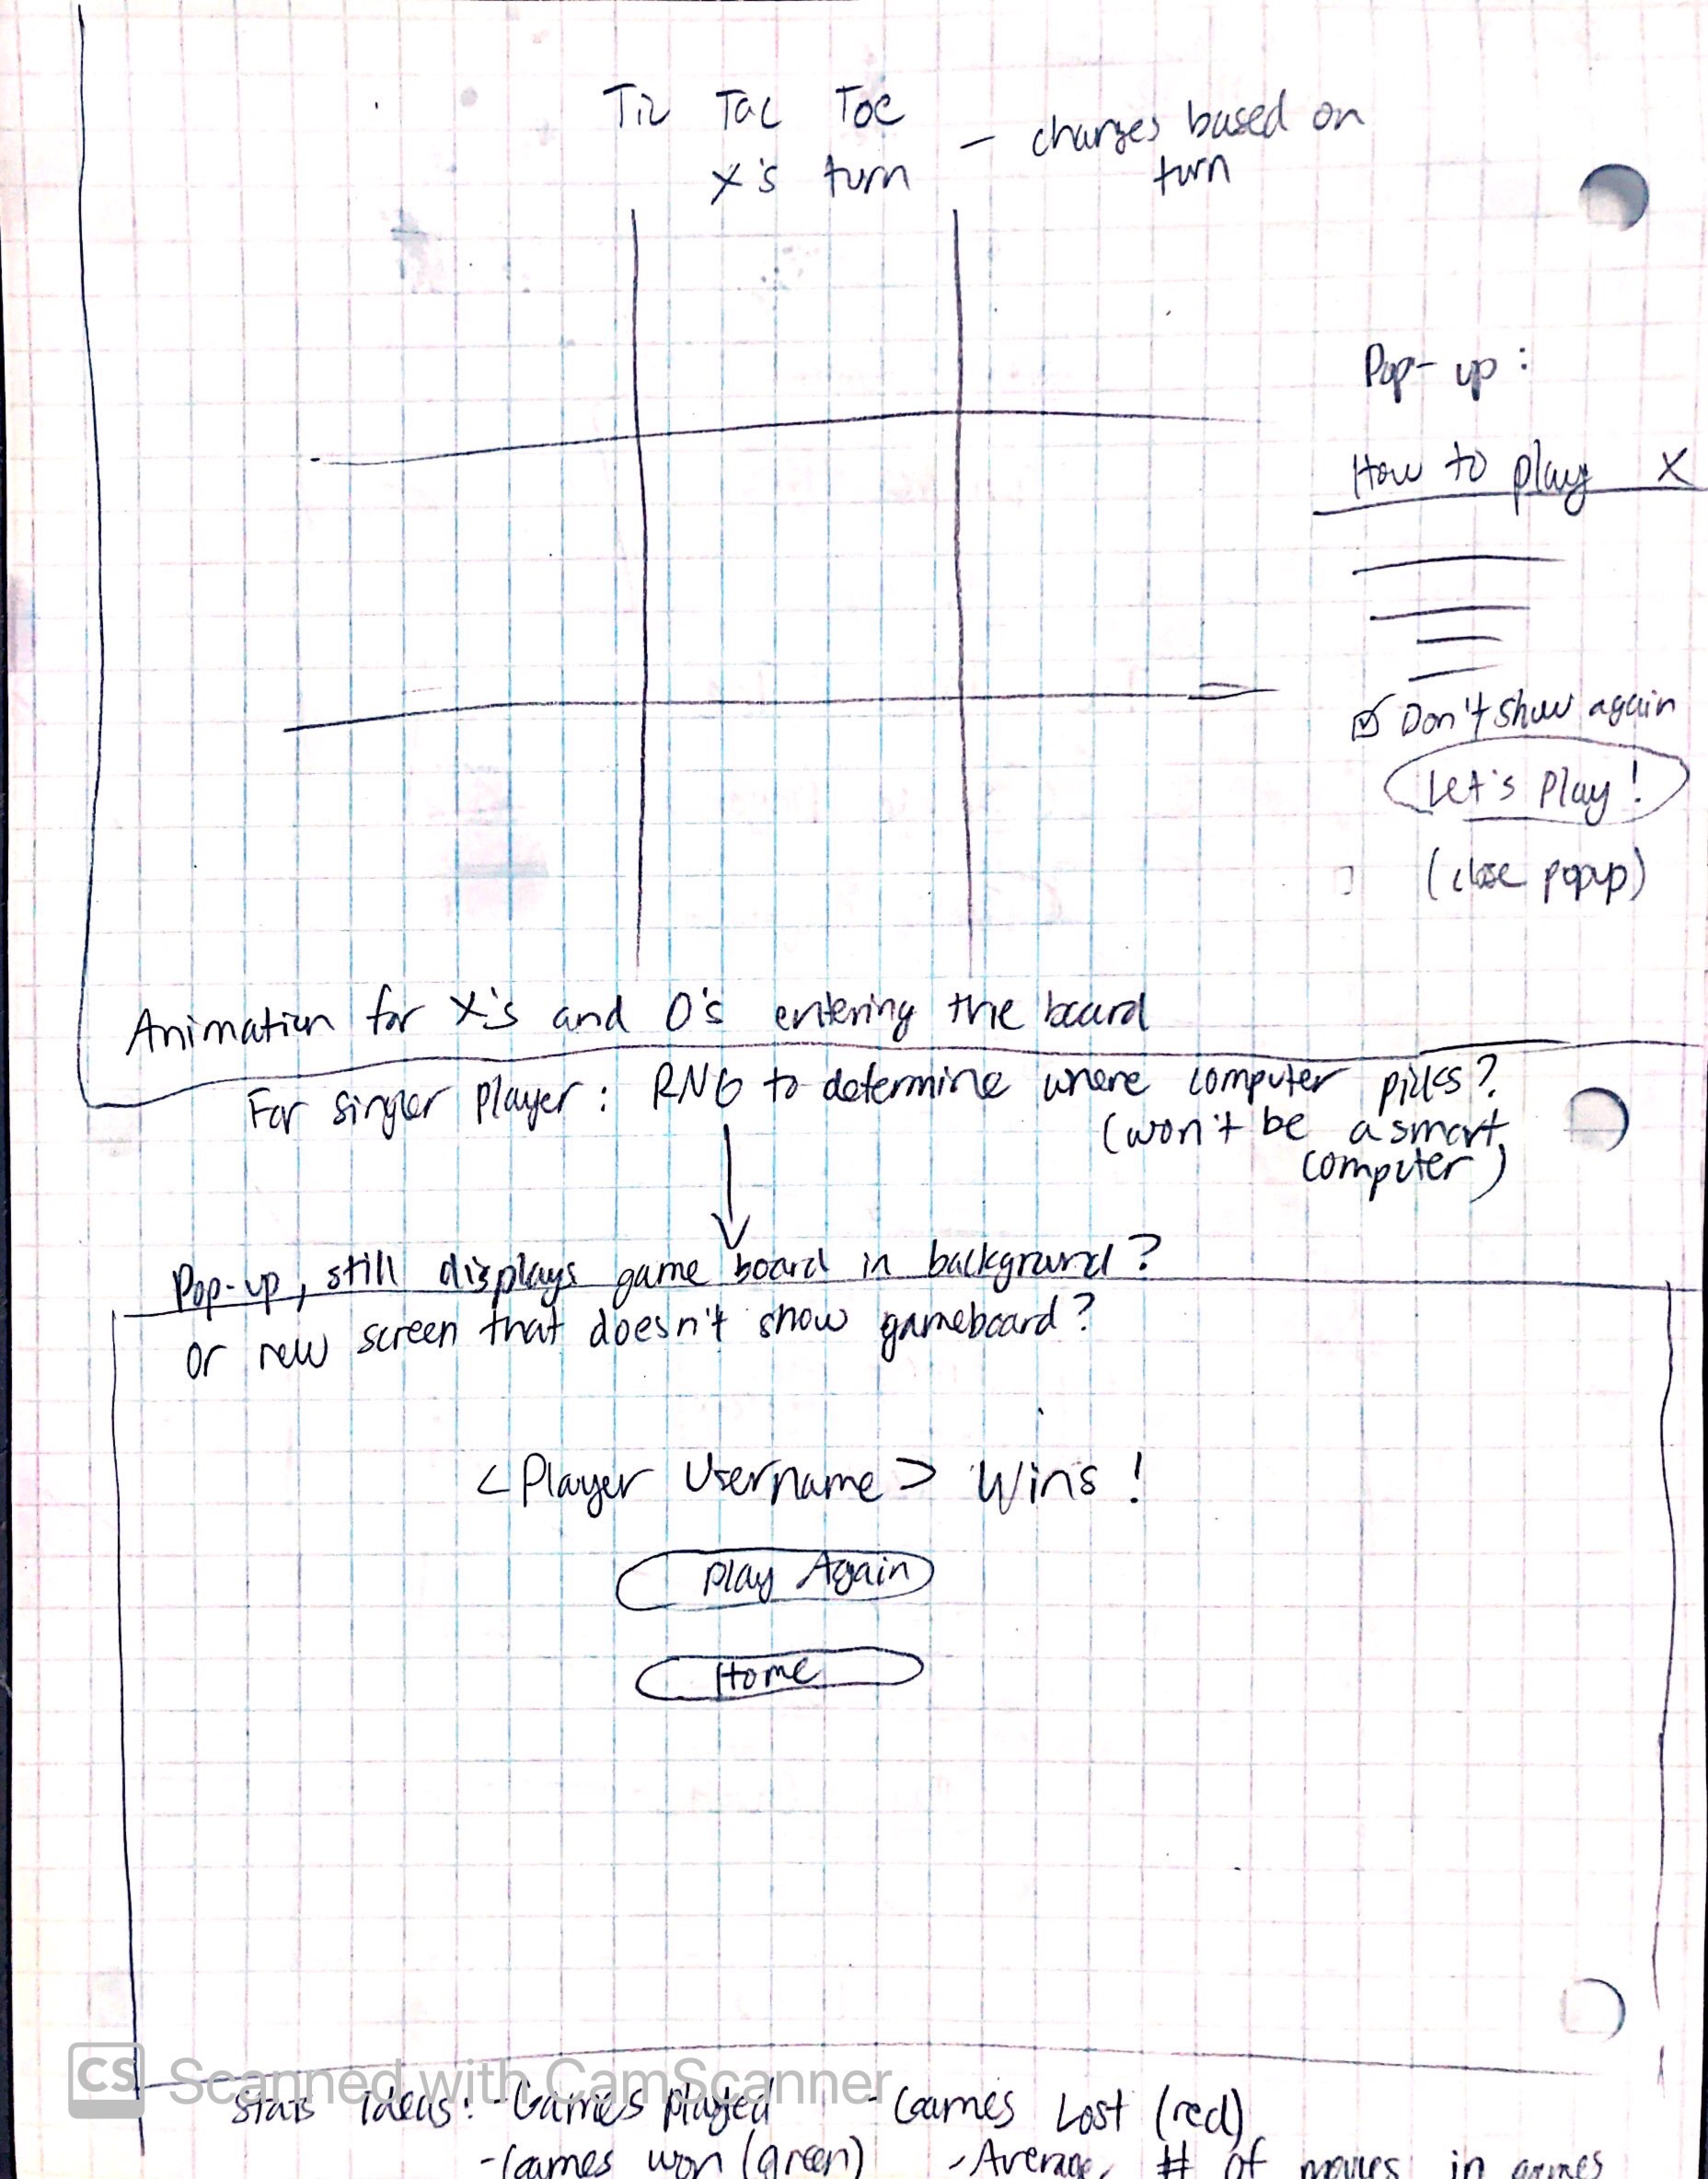 Tic Tac Toe
X's turn - changes based on
turn
Pop-up :
How to play X
☑ Don't show again
Let's Play!
(close popup)
Animation for X's and O's entering the board
For singler player : RNG to determine where computer picks?
(won't be a smart
computer)
Pop-up, still displays game board in background?
or new screen that doesn't show gameboard?
<Player Username> Wins!
Play Again
Home
CS Scanned with CamScanner
Stats ideas: - Games played - Games Lost (red)
- Games won (green) - Average # of moves in games